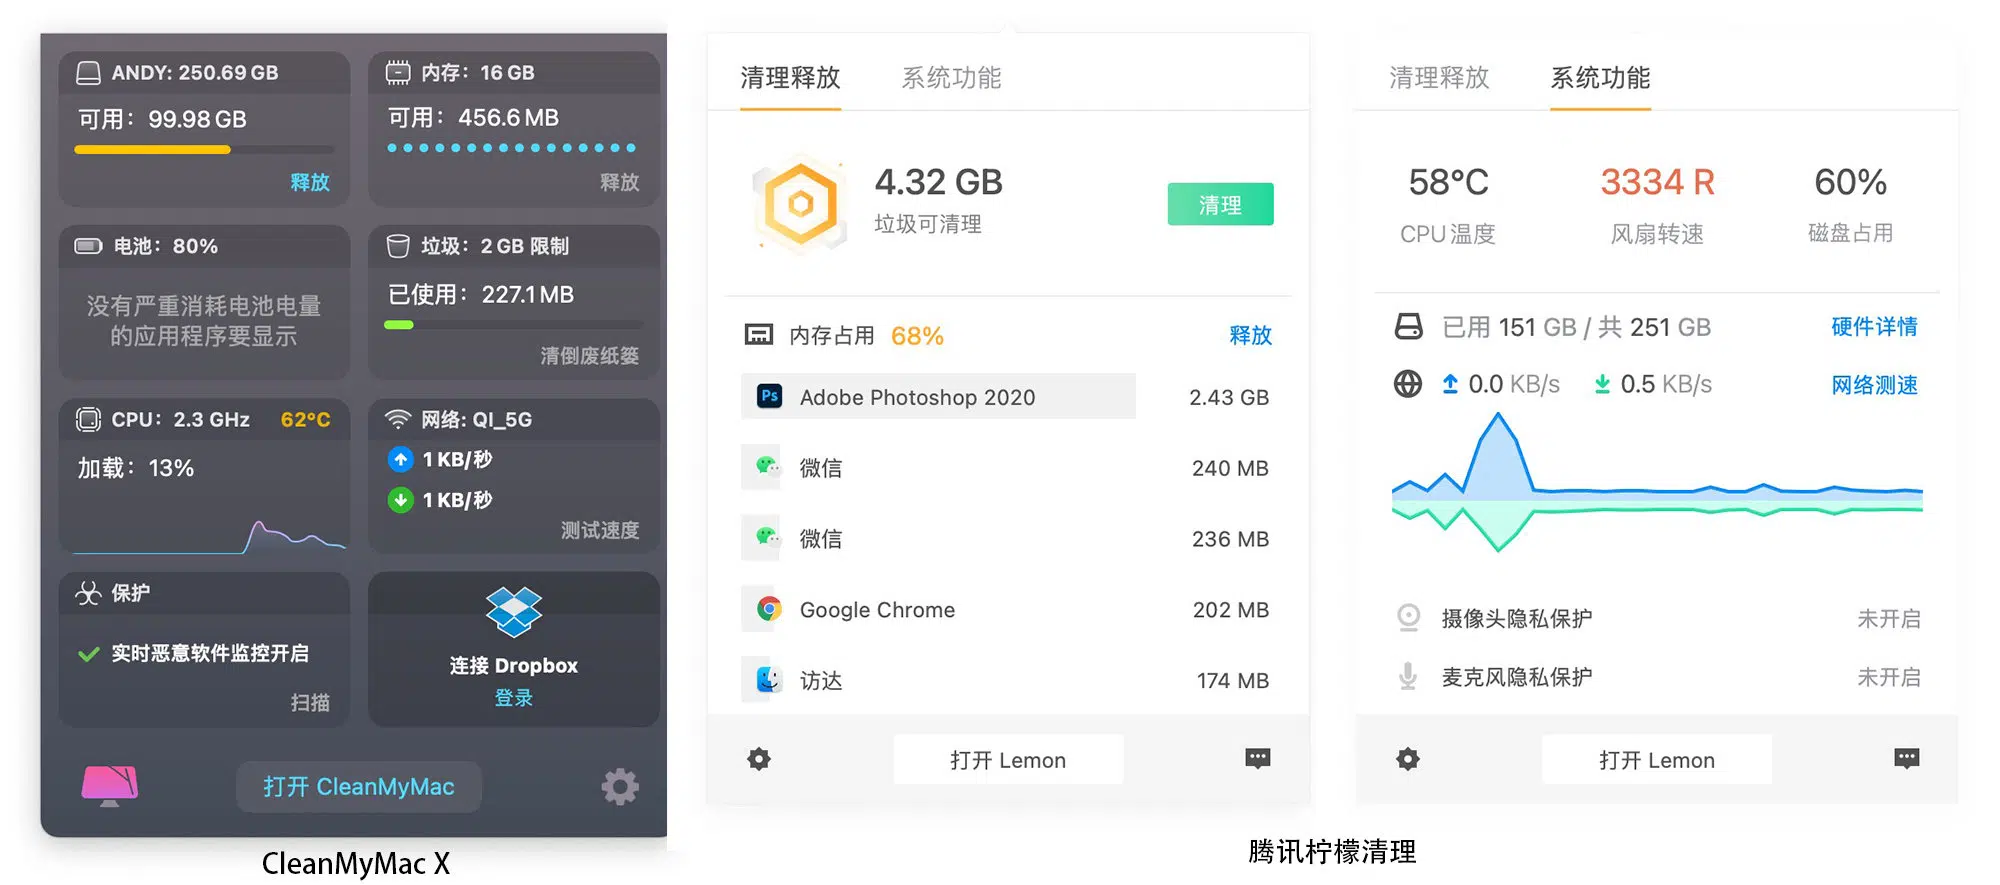 ANDY: 250.69 GB
可用：99.98 GB
释放
内存：16 GB
可用：456.6 MB
释放
电池：80%
没有严重消耗电池电量
的应用程序要显示
垃圾：2 GB 限制
已使用：227.1 MB
清倒废纸篓
CPU：2.3 GHz 62°C
加载：13%
网络: QI_5G
1 KB/秒
1 KB/秒
测试速度
保护
实时恶意软件监控开启
扫描
连接 Dropbox
登录
打开 CleanMyMac
CleanMyMac X
清理释放 系统功能
4.32 GB
垃圾可清理
清理
内存占用 68% 释放
Ps Adobe Photoshop 2020 2.43 GB
微信 240 MB
微信 236 MB
Google Chrome 202 MB
访达 174 MB
打开 Lemon
清理释放 系统功能
58°C 3334 R 60%
CPU温度 风扇转速 磁盘占用
已用 151 GB / 共 251 GB 硬件详情
0.0 KB/s 0.5 KB/s 网络测速
摄像头隐私保护 未开启
麦克风隐私保护 未开启
打开 Lemon
腾讯柠檬清理